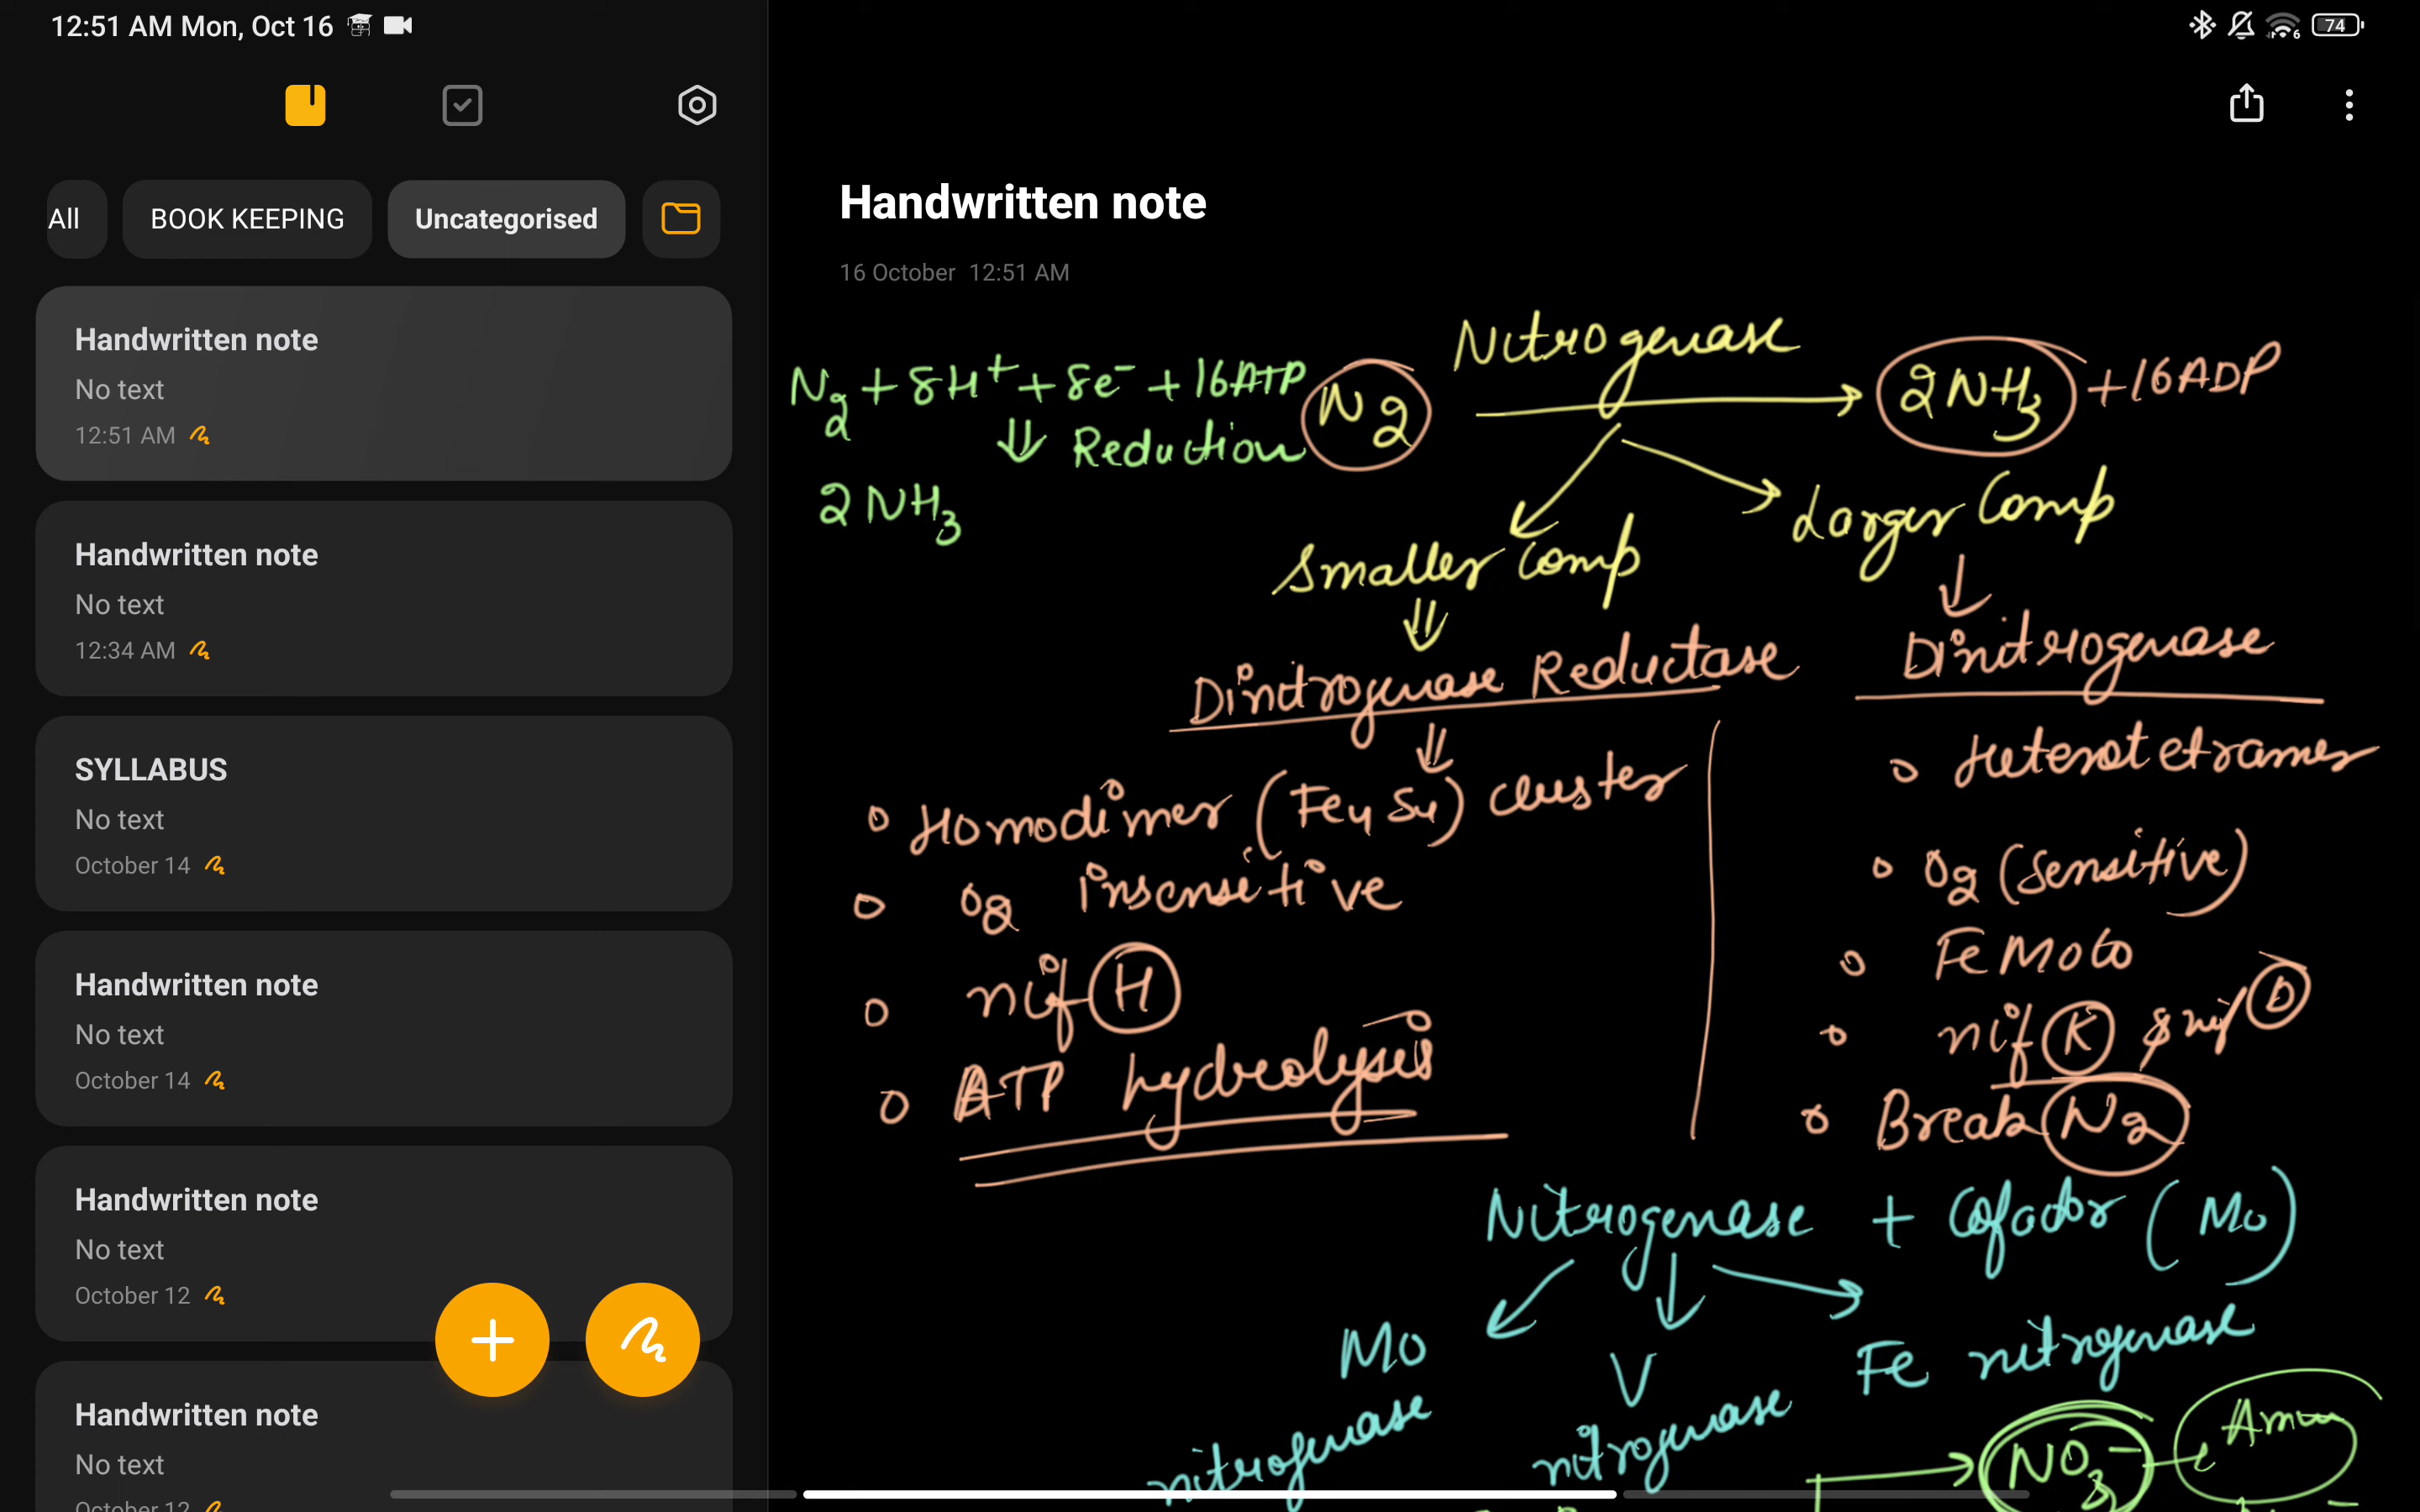 12:51 AM Mon, Oct 16
74
All
BOOK KEEPING
Uncategorised
Handwritten note
No text
12:51 AM
Handwritten note
No text
12:34 AM
SYLLABUS
No text
October 14
Handwritten note
No text
October 14
Handwritten note
No text
October 12
Handwritten note
No text
October 12
Handwritten note
16 October 12:51 AM
N2 + 8H+ + 8e- + 16ATP
⇓ Reduction
2NH3
N2 Nitrogenase → 2NH3 + 16ADP
Smaller Comp
Larger Comp
⇓
↓
Dinitrogenase Reductase
Dinitrogenase
⇓
o Homodimer (Fe4 S4) cluster
o O2 insensitive
o nif H
o ATP hydrolysis
o Heterotetramer
o O2 (sensitive)
o FeMoCo
o nif K & nif D
o Break N2
Nitrogenase + Cofactor (Mo)
Mo nitrogenase
V nitrogenase
Fe nitrogenase
→ NO3-